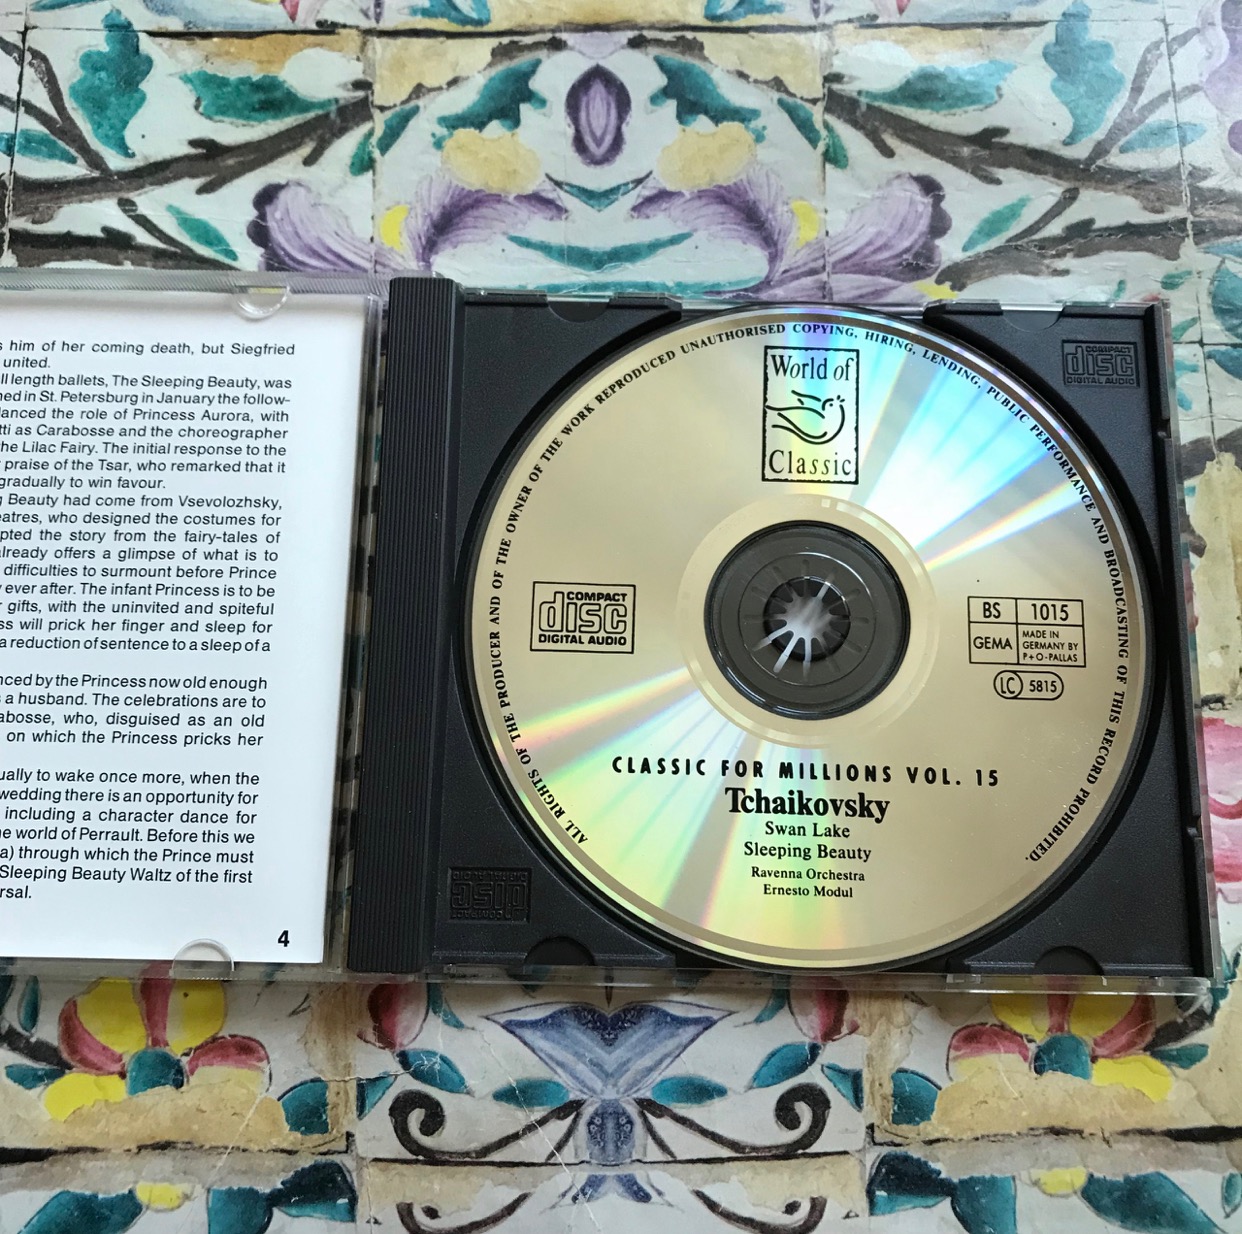 s him of her coming death, but Siegfried
united.
ll length ballets, The Sleeping Beauty, was
ned in St. Petersburg in January the follow-
lanced the role of Princess Aurora, with
tti as Carabosse and the choreographer
he Lilac Fairy. The initial response to the
praise of the Tsar, who remarked that it
gradually to win favour.
g Beauty had come from Vsevolozhsky,
eatres, who designed the costumes for
pted the story from the fairy-tales of
already offers a glimpse of what is to
difficulties to surmount before Prince
y ever after. The infant Princess is to be
r gifts, with the uninvited and spiteful
ss will prick her finger and sleep for
a reduction of sentence to a sleep of a
nced by the Princess now old enough
s a husband. The celebrations are to
abosse, who, disguised as an old
on which the Princess pricks her
ually to wake once more, when the
wedding there is an opportunity for
including a character dance for
he world of Perrault. Before this we
a) through which the Prince must
Sleeping Beauty Waltz of the first
rsal.
4
ALL RIGHTS OF THE PRODUCER AND OF THE OWNER OF THE WORK REPRODUCED UNAUTHORISED COPYING, HIRING, LENDING, PUBLIC PERFORMANCE AND BROADCASTING OF THIS RECORD PROHIBITED.
World of
Classic
COMPACT
disc
DIGITAL AUDIO
BS 1015
GEMA MADE IN
GERMANY BY
P+O-PALLAS
LC 5815
CLASSIC FOR MILLIONS VOL. 15
Tchaikovsky
Swan Lake
Sleeping Beauty
Ravenna Orchestra
Ernesto Modul
COMPACT
disc
DIGITAL AUDIO
COMPACT
disc
DIGITAL AUDIO